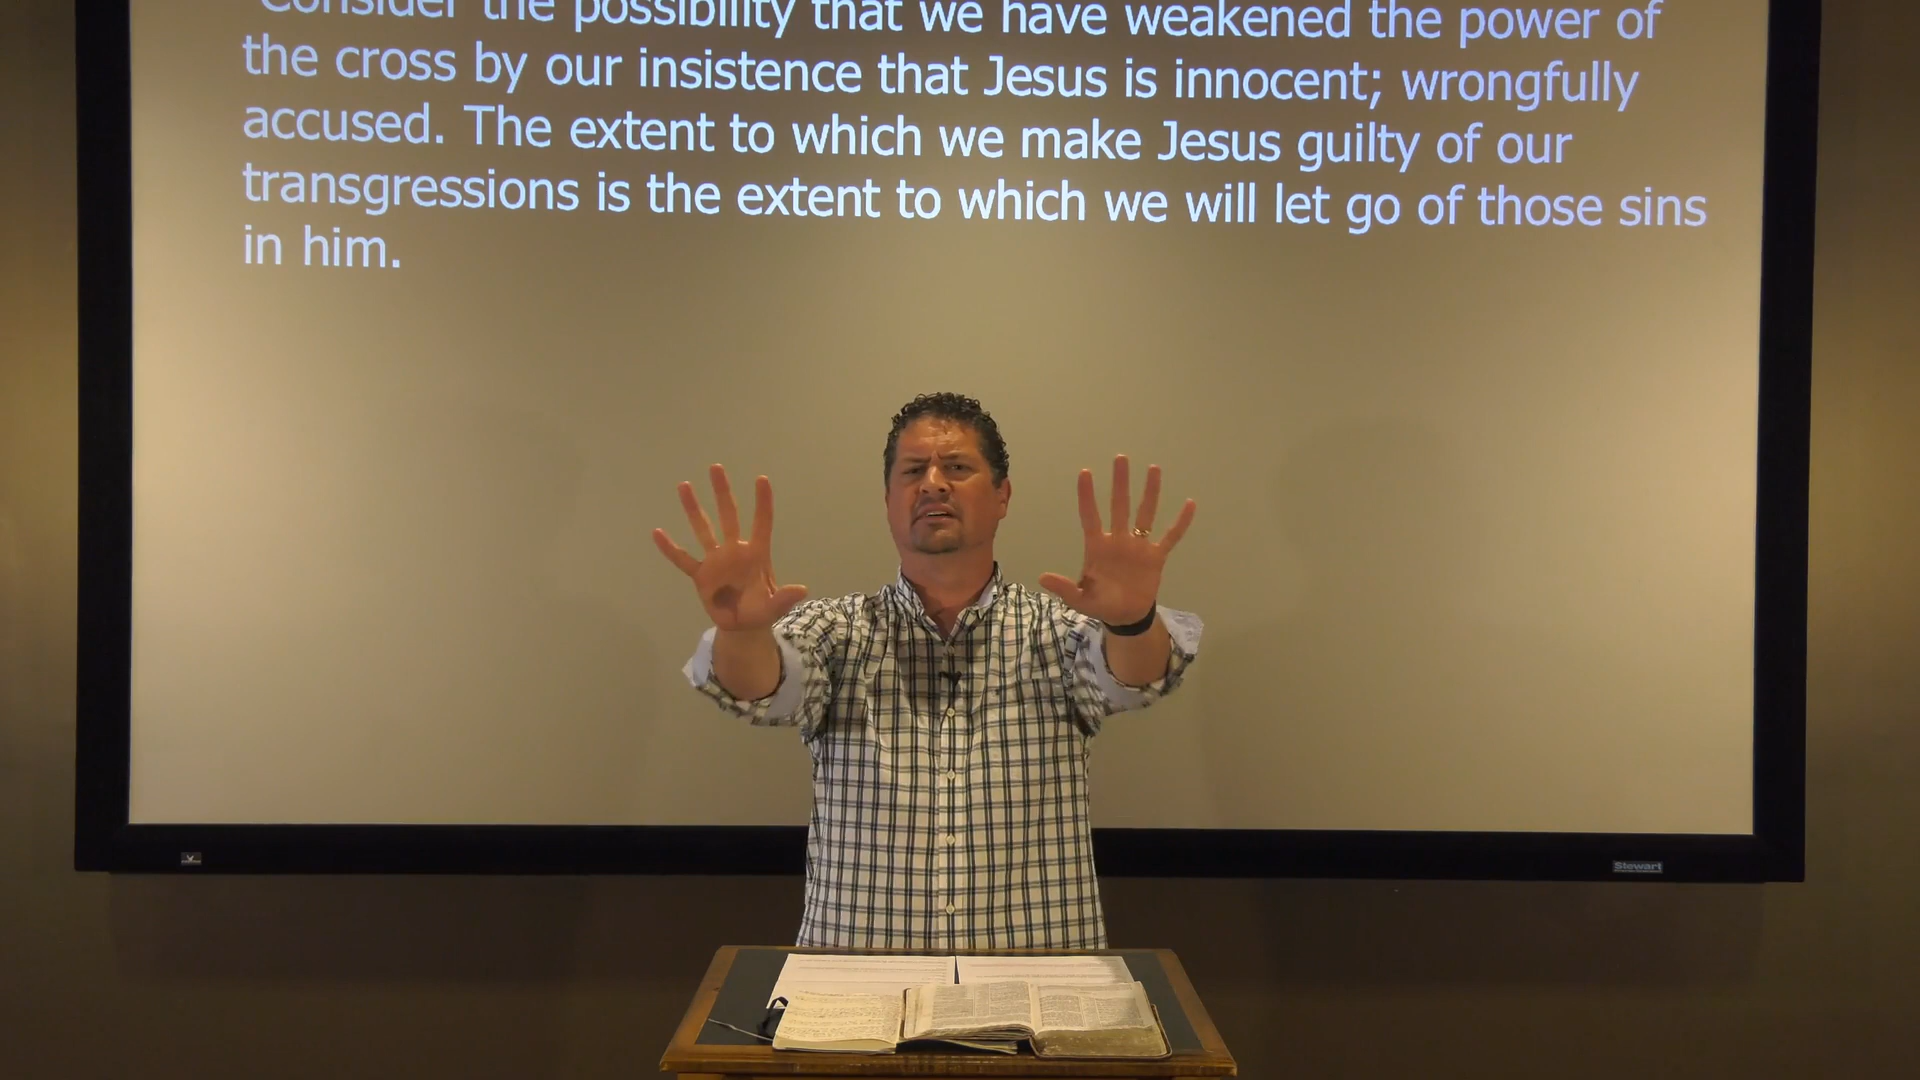 Consider the possibility that we have weakened the power of
the cross by our insistence that Jesus is innocent; wrongfully
accused. The extent to which we make Jesus guilty of our
transgressions is the extent to which we will let go of those sins
in him.
Stewart